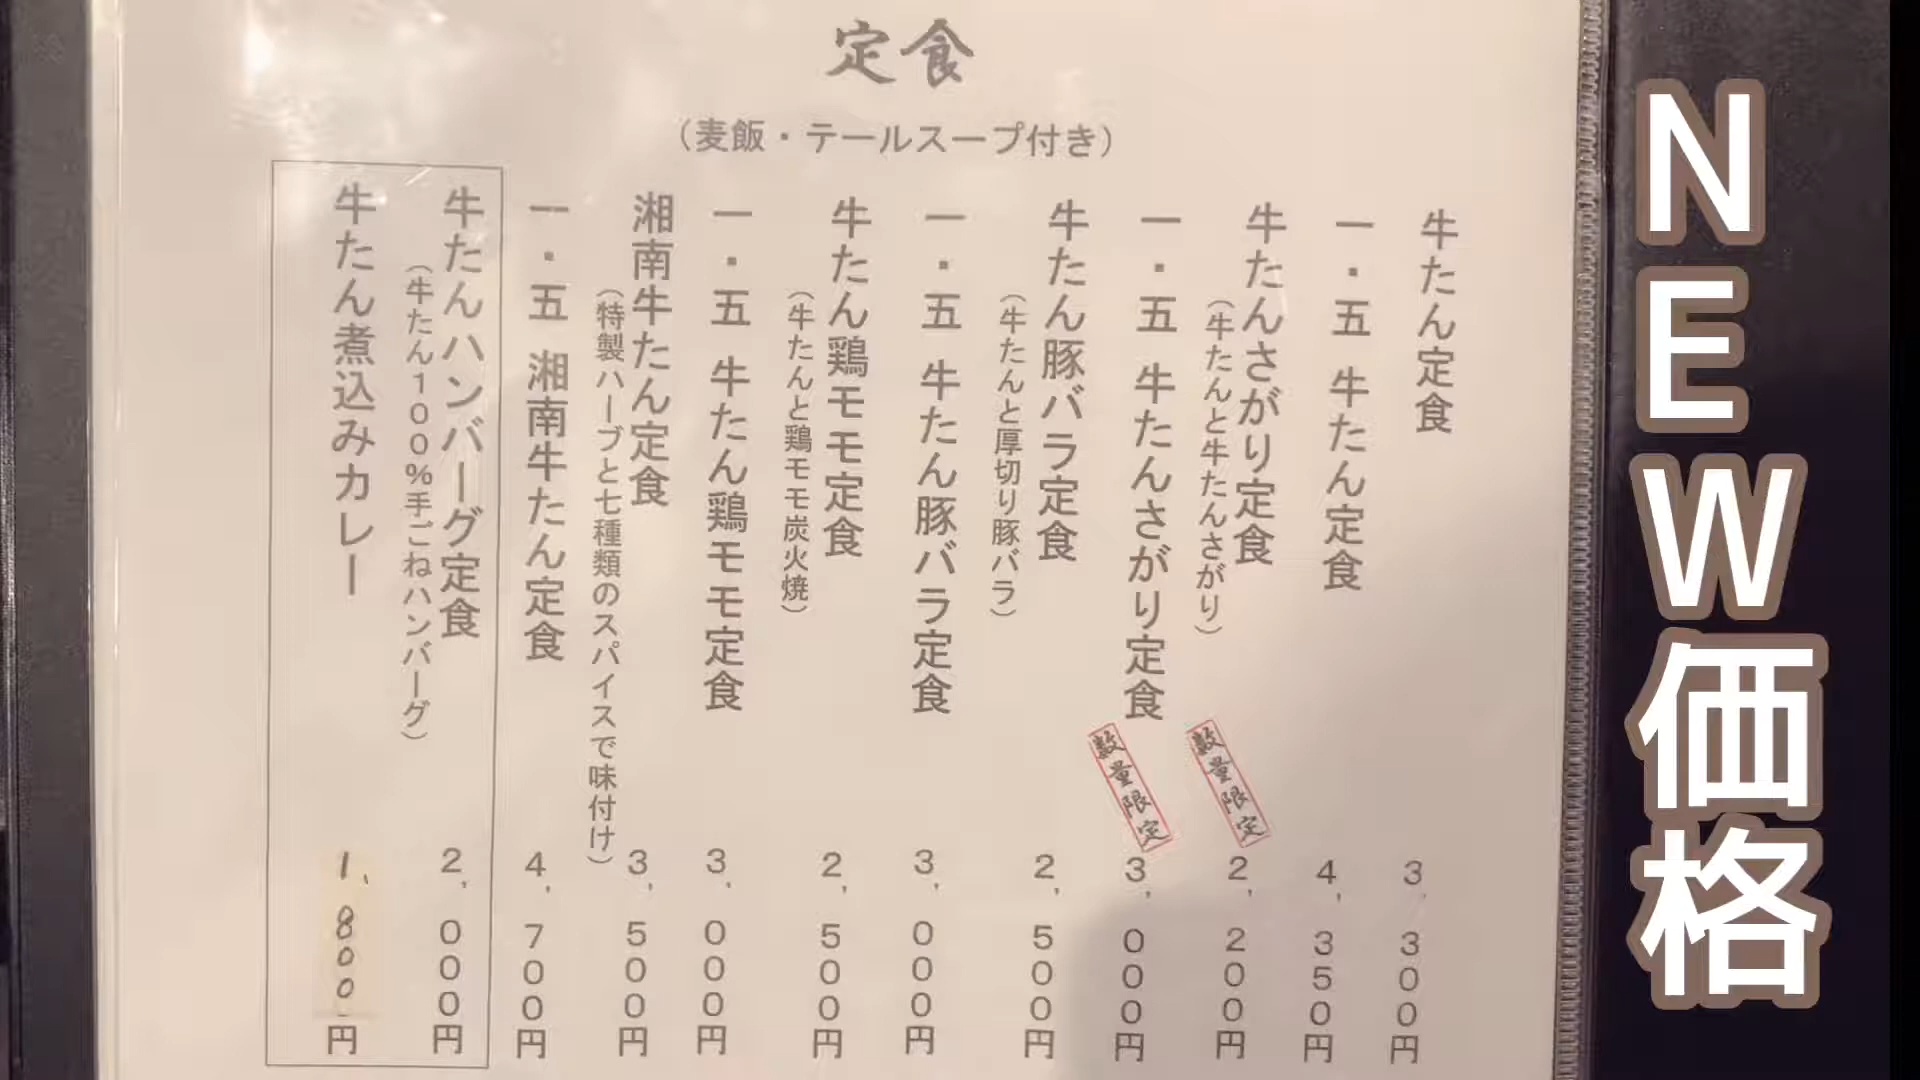 定食
（麦飯・テールスープ付き）
牛たん定食 3,300円
一・五 牛たん定食 4,350円
牛たんさがり定食 数量限定 2,200円
（牛たんと牛たんさがり）
一・五 牛たんさがり定食 数量限定 3,000円
牛たん豚バラ定食 2,500円
（牛たんと厚切り豚バラ）
一・五 牛たん豚バラ定食 3,000円
牛たん鶏モモ定食 2,500円
（牛たんと鶏モモ炭火焼）
一・五 牛たん鶏モモ定食 3,000円
湘南牛たん定食 3,500円
（特製ハーブと七種類のスパイスで味付け）
一・五 湘南牛たん定食 4,700円
牛たんハンバーグ定食 2,000円
（牛たん100%手ごねハンバーグ）
牛たん煮込みカレー 1,800円
NEW価格